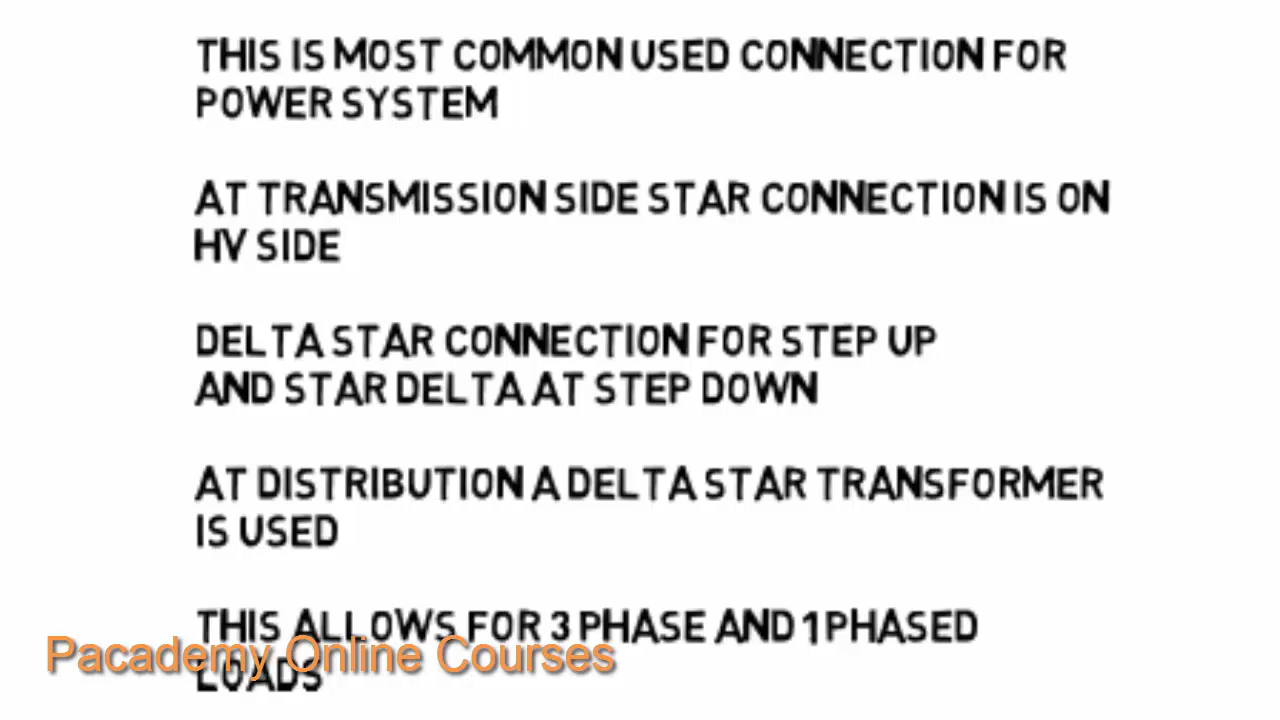 THIS IS MOST COMMON USED CONNECTION FOR
POWER SYSTEM
AT TRANSMISSION SIDE STAR CONNECTION IS ON
HV SIDE
DELTA STAR CONNECTION FOR STEP UP
AND STAR DELTA AT STEP DOWN
AT DISTRIBUTION A DELTA STAR TRANSFORMER
IS USED
THIS ALLOWS FOR 3 PHASE AND 1 PHASED
LOADS
Pacademy Online Courses